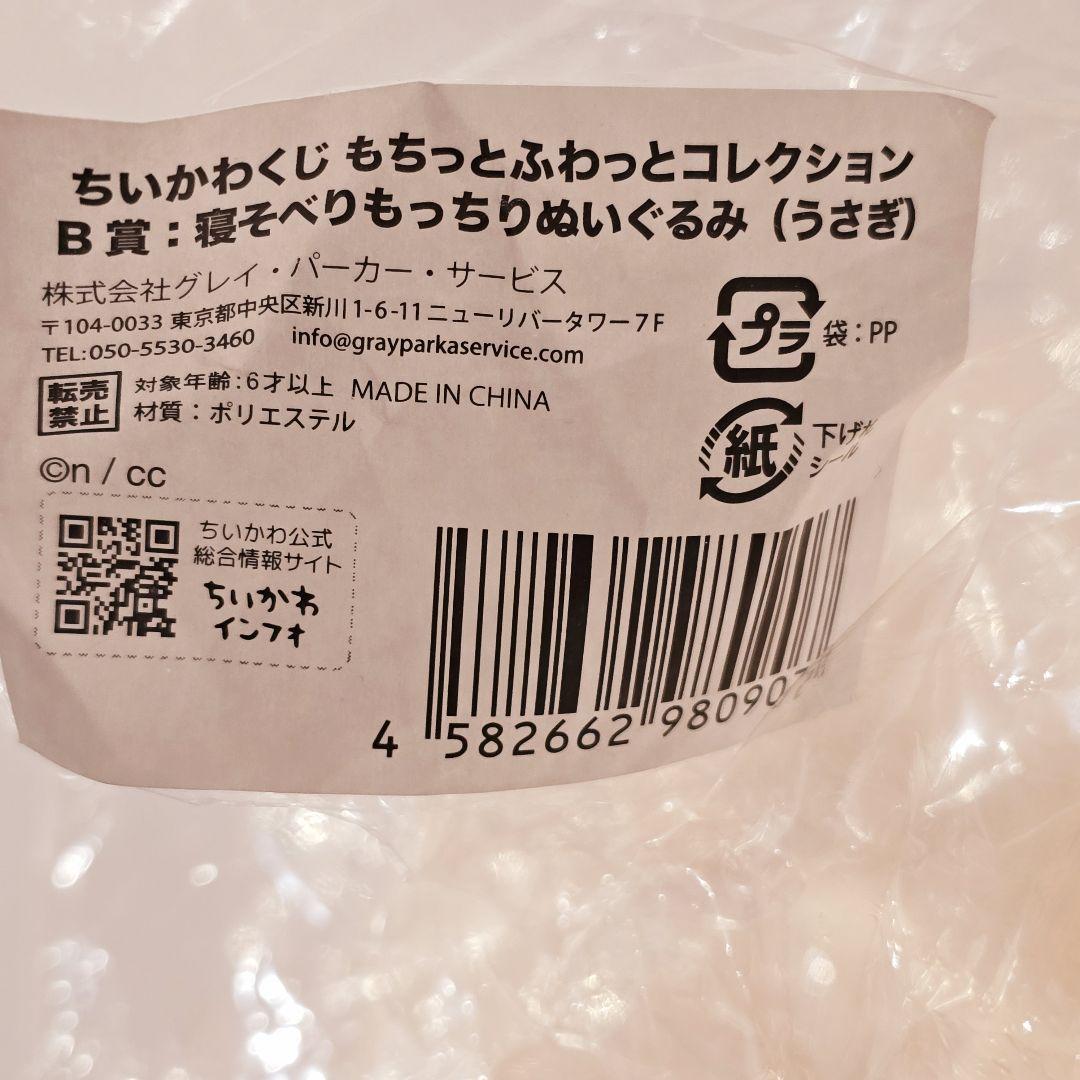 ちいかわくじ もちっとふわっとコレクション
B賞：寝そべりもっちりぬいぐるみ（うさぎ）
株式会社グレイ・パーカー・サービス
〒104-0033 東京都中央区新川1-6-11ニューリバータワー7F
TEL:050-5530-3460 info@grayparkaservice.com
転売
禁止
対象年齢：6才以上 MADE IN CHINA
材質：ポリエステル
©n / cc
プラ
袋：PP
紙
シール
ちいかわ公式
総合情報サイト
ちいかわ
インフォ
4 582662 98090